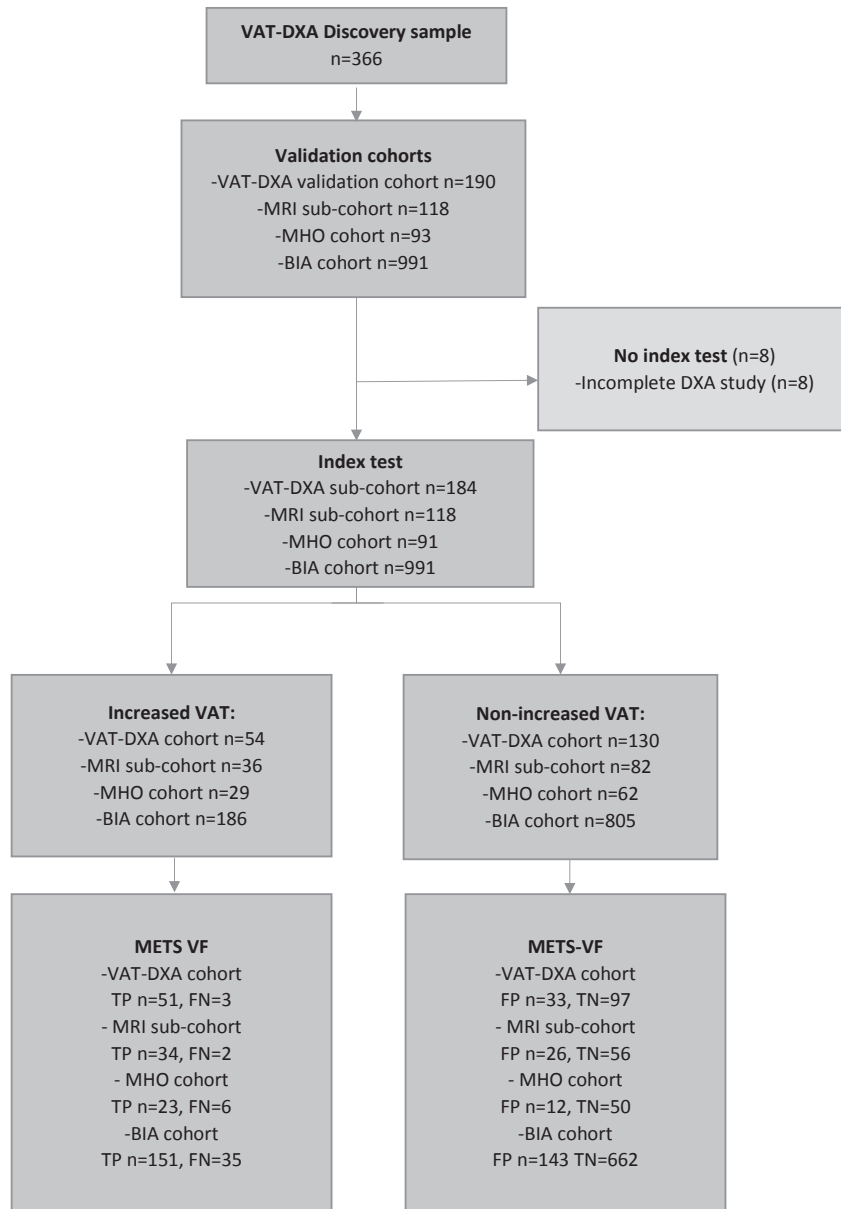 VAT-DXA Discovery sample
n=366
Validation cohorts
-VAT-DXA validation cohort n=190
-MRI sub-cohort n=118
-MHO cohort n=93
-BIA cohort n=991
No index test (n=8)
-Incomplete DXA study (n=8)
Index test
-VAT-DXA sub-cohort n=184
-MRI sub-cohort n=118
-MHO cohort n=91
-BIA cohort n=991
Increased VAT:
-VAT-DXA cohort n=54
-MRI sub-cohort n=36
-MHO cohort n=29
-BIA cohort n=186
Non-increased VAT:
-VAT-DXA cohort n=130
-MRI sub-cohort n=82
-MHO cohort n=62
-BIA cohort n=805
METS VF
-VAT-DXA cohort
TP n=51, FN=3
- MRI sub-cohort
TP n=34, FN=2
- MHO cohort
TP n=23, FN=6
-BIA cohort
TP n=151, FN=35
METS-VF
-VAT-DXA cohort
FP n=33, TN=97
- MRI sub-cohort
FP n=26, TN=56
- MHO cohort
FP n=12, TN=50
-BIA cohort
FP n=143 TN=662